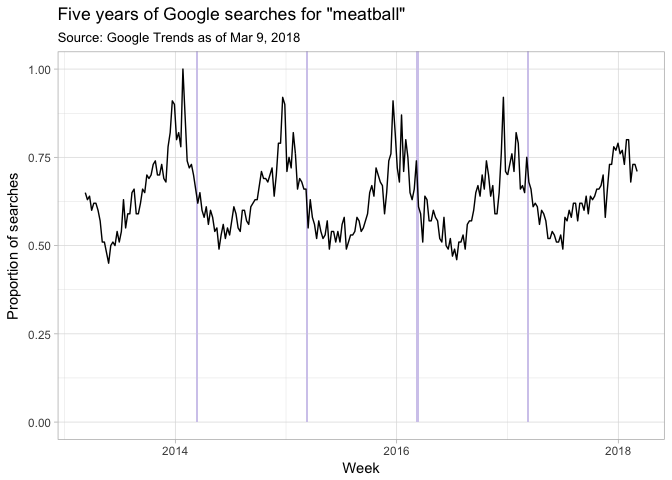 Five years of Google searches for "meatball"
Source: Google Trends as of Mar 9, 2018
1.00
0.75
0.50
0.25
0.00
Proportion of searches
2014
2016
2018
Week